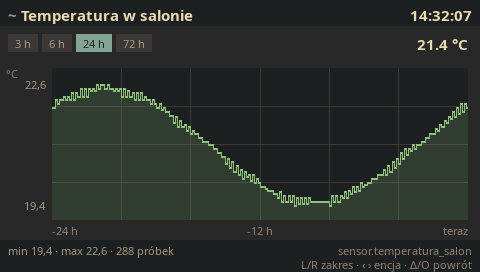 ~ Temperatura w salonie 14:32:07
3 h 6 h 24 h 72 h 21.4 °C
°C
22,6
19,4
-24 h -12 h teraz
min 19,4 · max 22,6 · 288 próbek sensor.temperatura_salon
L/R zakres · ‹ › encja · Δ/O powrót